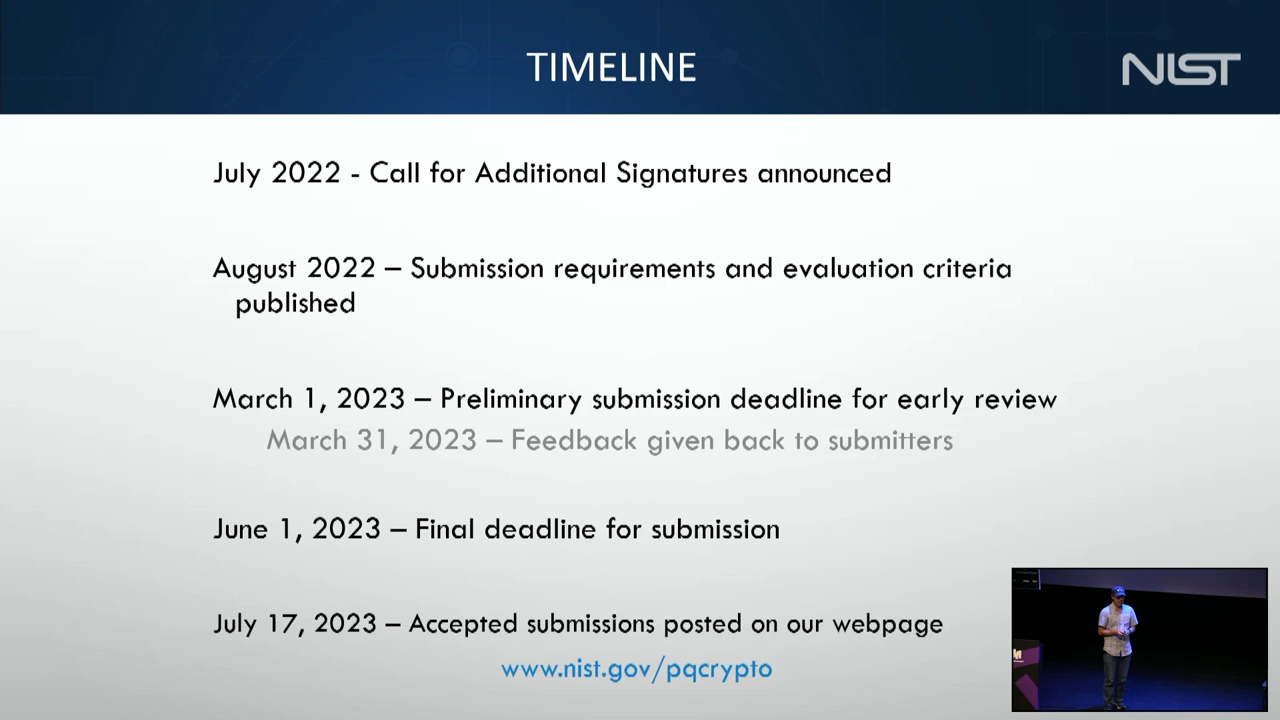 TIMELINE
NIST
July 2022 - Call for Additional Signatures announced
August 2022 – Submission requirements and evaluation criteria
published
March 1, 2023 – Preliminary submission deadline for early review
March 31, 2023 – Feedback given back to submitters
June 1, 2023 – Final deadline for submission
July 17, 2023 – Accepted submissions posted on our webpage
www.nist.gov/pqcrypto